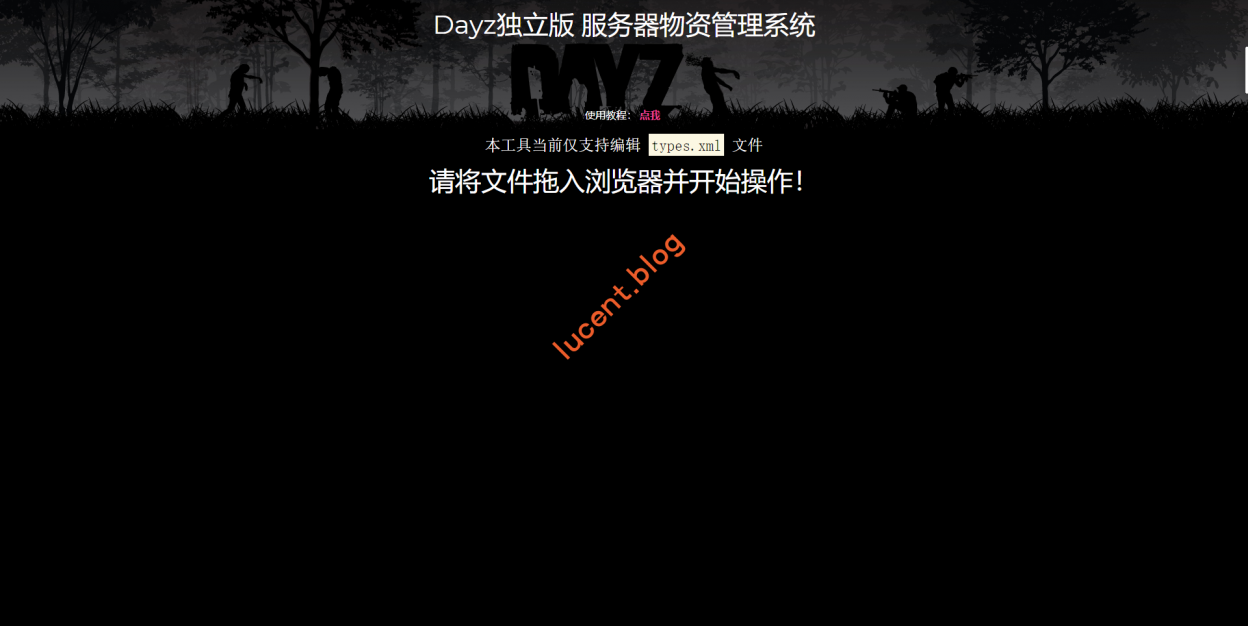 Dayz独立版 服务器物资管理系统
DAYZ
使用教程: 点我
本工具当前仅支持编辑 types.xml 文件
请将文件拖入浏览器并开始操作!
lucent.blog